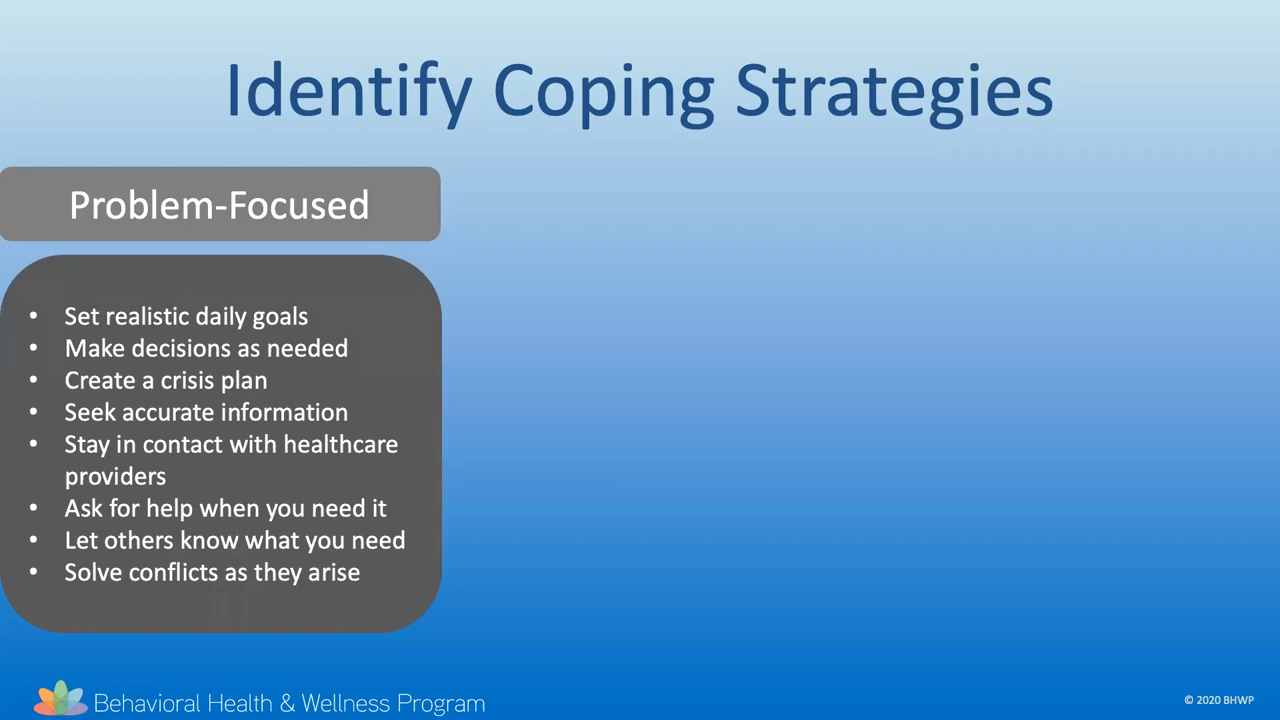 Identify Coping Strategies
Problem-Focused
• Set realistic daily goals
• Make decisions as needed
• Create a crisis plan
• Seek accurate information
• Stay in contact with healthcare
providers
• Ask for help when you need it
• Let others know what you need
• Solve conflicts as they arise
Behavioral Health & Wellness Program
© 2020 BHWP